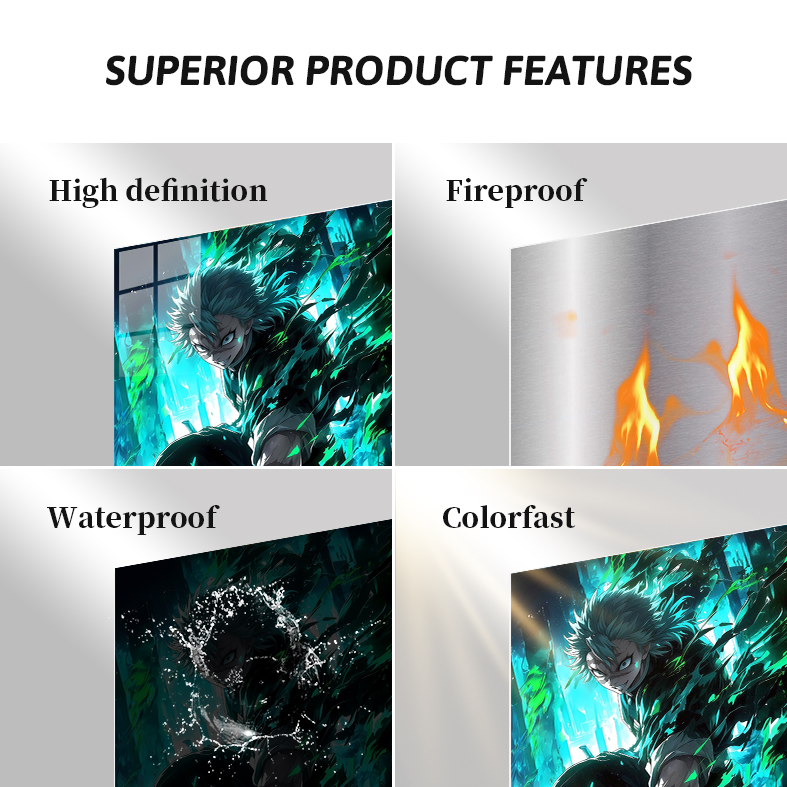 SUPERIOR PRODUCT FEATURES
High definition
Fireproof
Waterproof
Colorfast